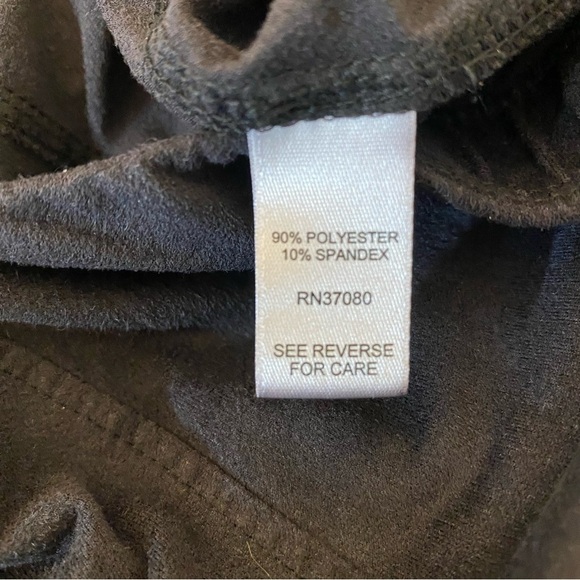 90% POLYESTER
10% SPANDEX
RN37080
SEE REVERSE
FOR CARE